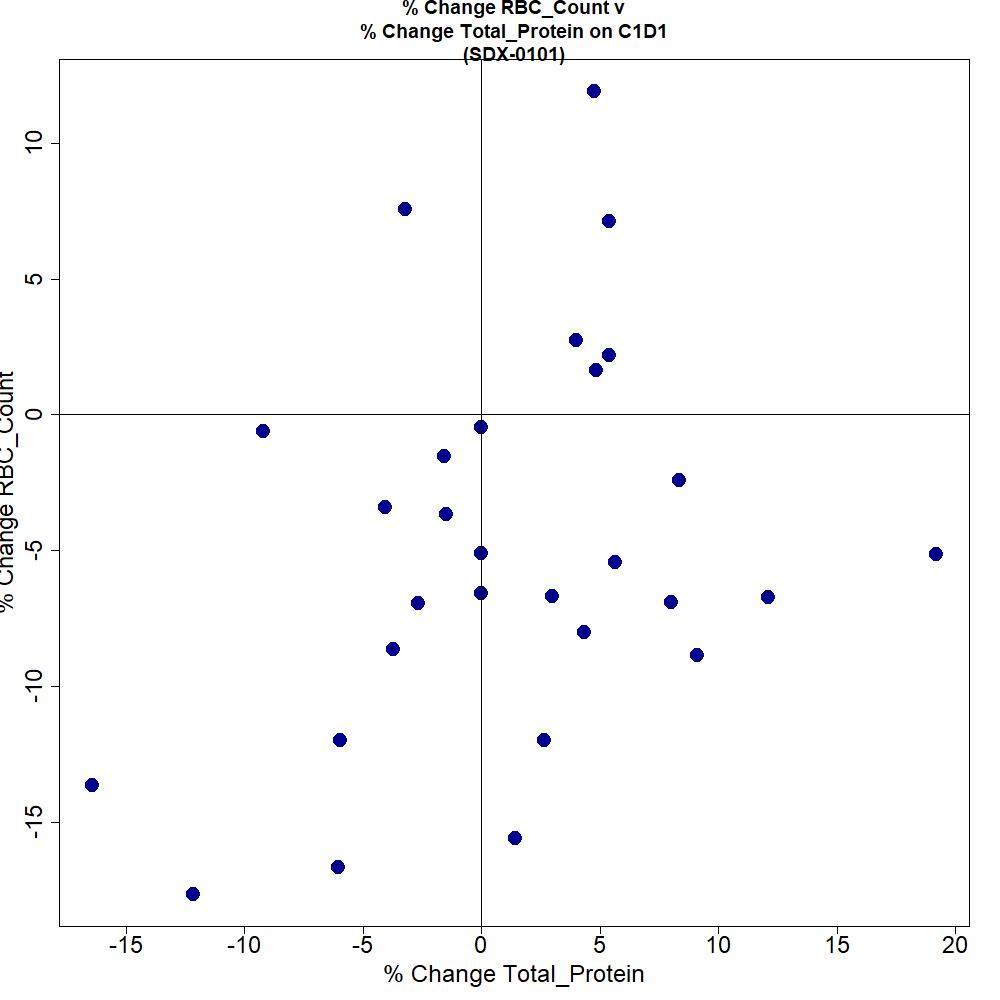 % Change RBC_Count v
% Change Total_Protein on C1D1
(SDX-0101)
% Change RBC_Count
10
5
0
-5
-10
-15
-15
-10
-5
0
5
10
15
20
% Change Total_Protein